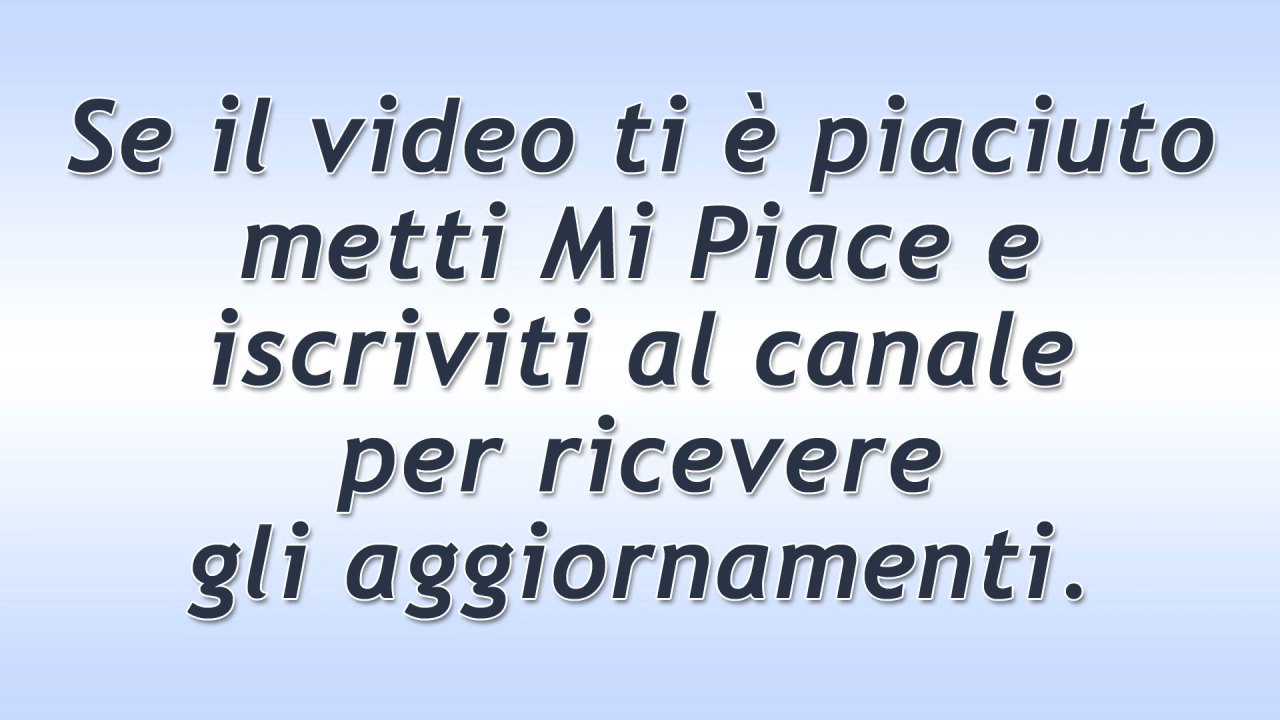 Se il video ti è piaciuto
metti Mi Piace e
iscriviti al canale
per ricevere
gli aggiornamenti.